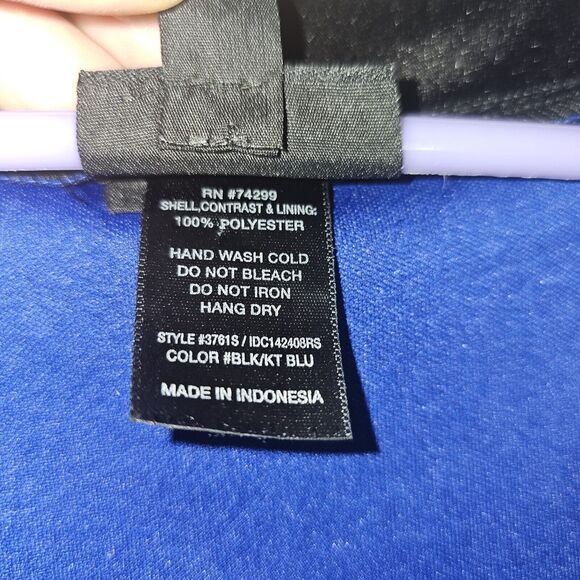 RN #74299
SHELL,CONTRAST & LINING:
100% POLYESTER
HAND WASH COLD
DO NOT BLEACH
DO NOT IRON
HANG DRY
STYLE #3761S / IDC142408RS
COLOR #BLK/KT BLU
MADE IN INDONESIA